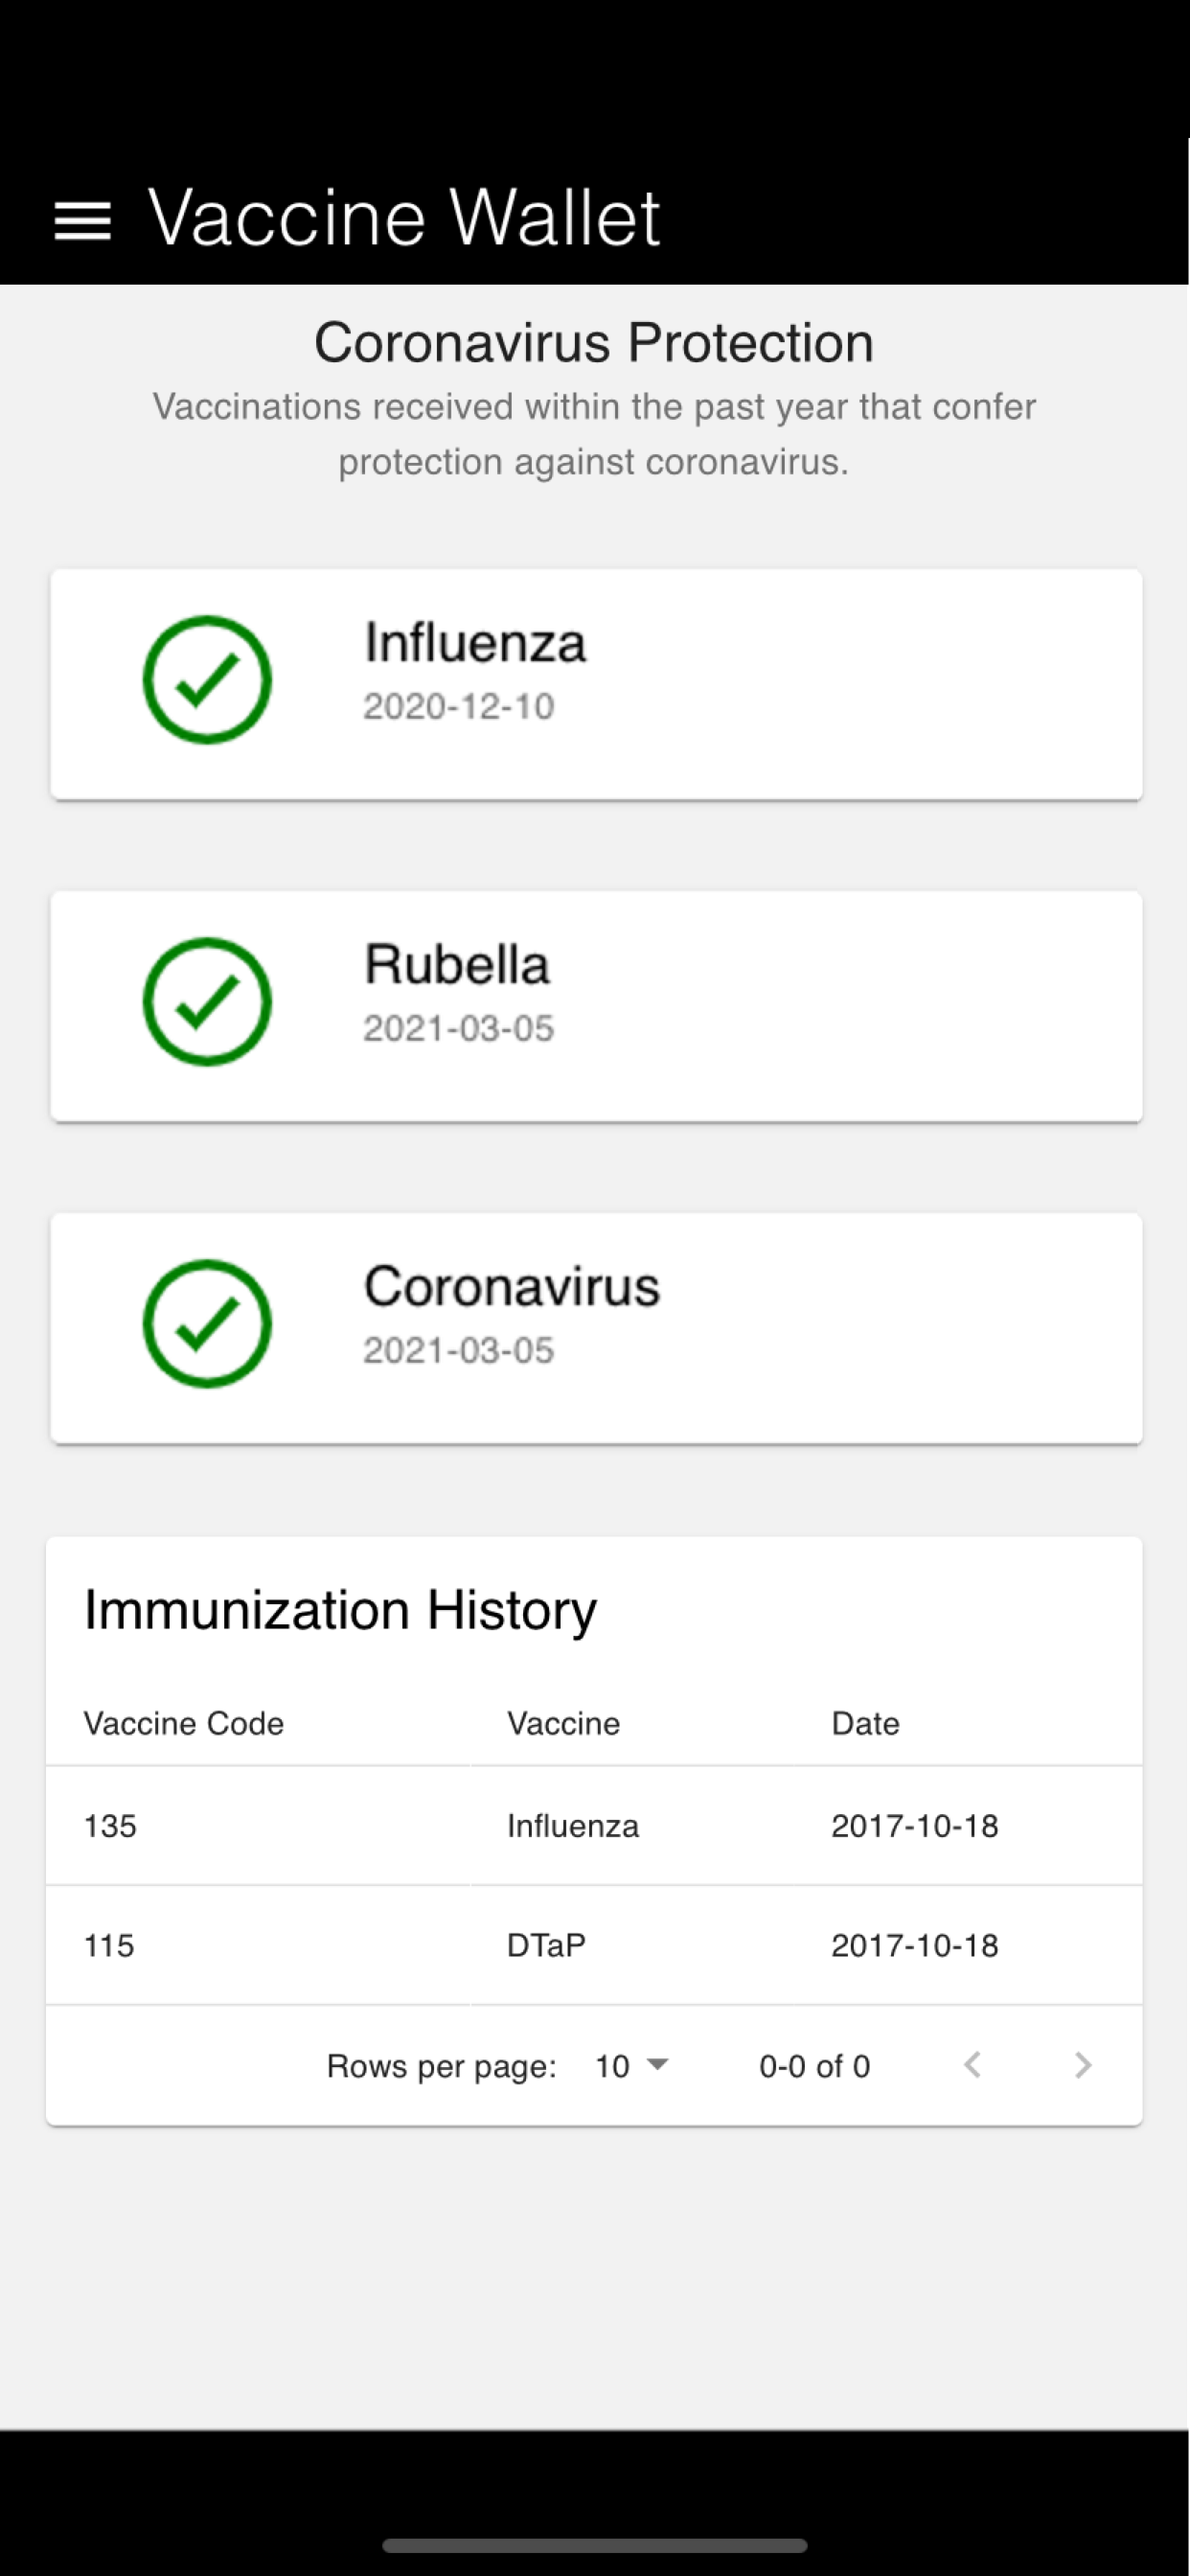 Vaccine Wallet
Coronavirus Protection
Vaccinations received within the past year that confer
protection against coronavirus.
Influenza
2020-12-10
Rubella
2021-03-05
Coronavirus
2021-03-05
Immunization History
Vaccine Code Vaccine Date
135 Influenza 2017-10-18
115 DTaP 2017-10-18
Rows per page: 10 0-0 of 0